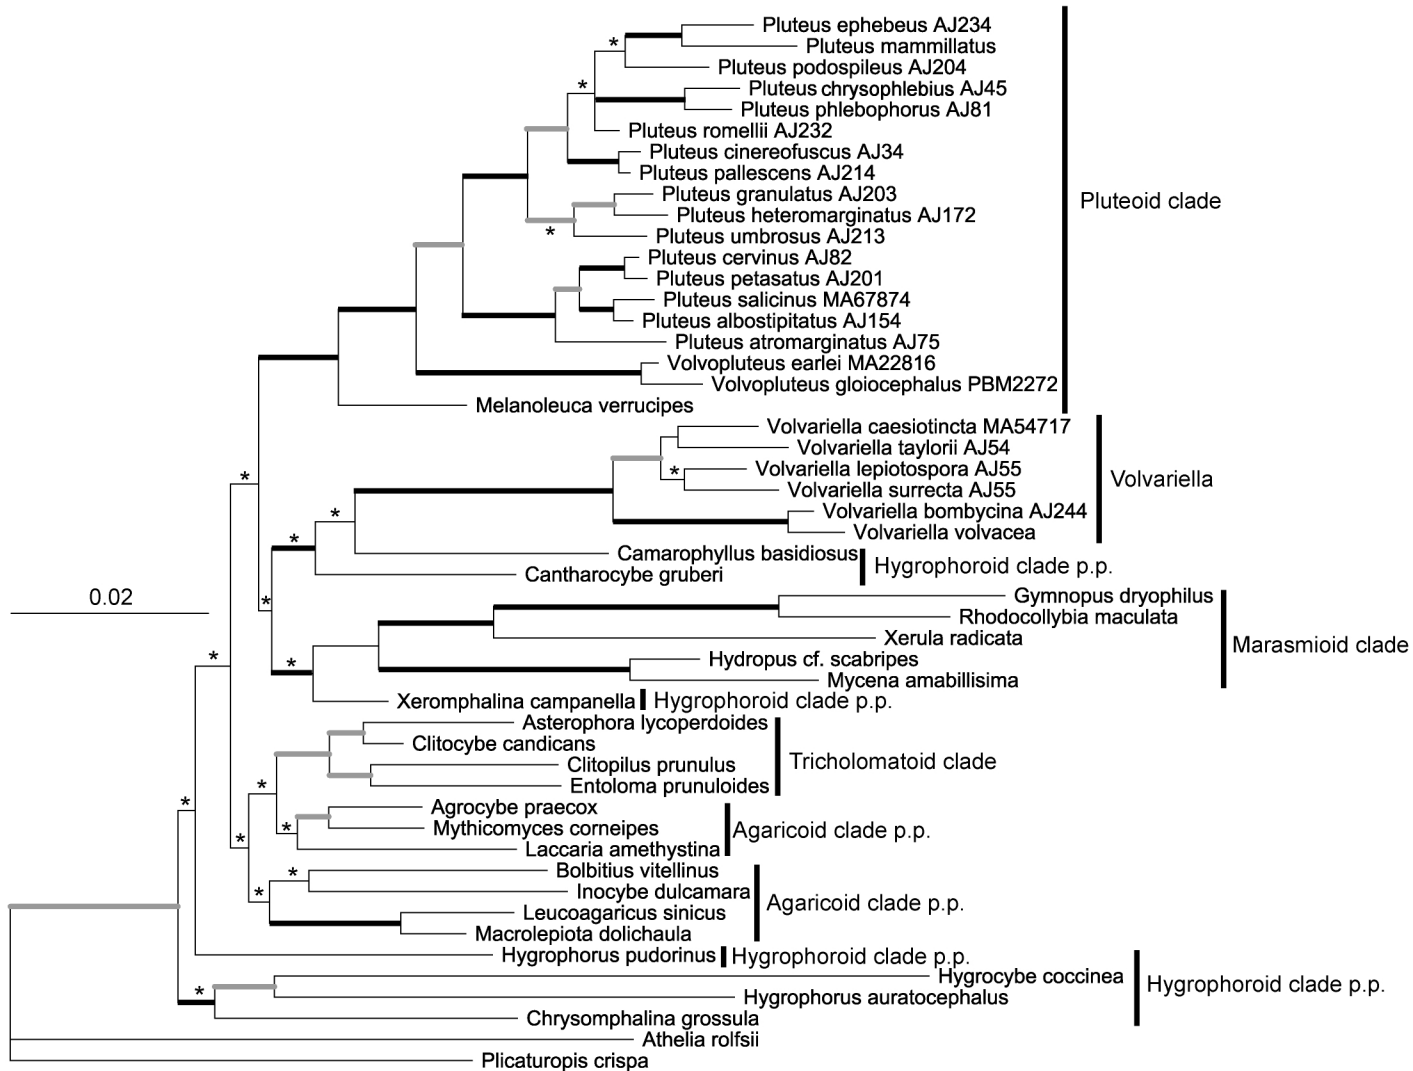 Pluteus ephebeus AJ234
*
Pluteus mammillatus
Pluteus podospileus AJ204
*
Pluteus chrysophlebius AJ45
Pluteus phlebophorus AJ81
Pluteus romellii AJ232
Pluteus cinereofuscus AJ34
Pluteus pallescens AJ214
Pluteus granulatus AJ203
Pluteoid clade
Pluteus heteromarginatus AJ172
*
Pluteus umbrosus AJ213
Pluteus cervinus AJ82
Pluteus petasatus AJ201
Pluteus salicinus MA67874
Pluteus albostipitatus AJ154
Pluteus atromarginatus AJ75
Volvopluteus earlei MA22816
Volvopluteus gloiocephalus PBM2272
Melanoleuca verrucipes
Volvariella caesiotincta MA54717
Volvariella taylorii AJ54
*
Volvariella lepiotospora AJ55
*
Volvariella
Volvariella surrecta AJ55
*
Volvariella bombycina AJ244
Volvariella volvacea
*
Camarophyllus basidiosus
Hygrophoroid clade p.p.
Cantharocybe gruberi
0.02
*
Gymnopus dryophilus
Rhodocollybia maculata
Xerula radicata
Marasmioid clade
*
*
Hydropus cf. scabripes
Mycena amabillisima
Xeromphalina campanella
Hygrophoroid clade p.p.
Asterophora lycoperdoides
Clitocybe candicans
Clitopilus prunulus
Tricholomatoid clade
*
Entoloma prunuloides
*
Agrocybe praecox
*
Mythicomyces corneipes
Agaricoid clade p.p.
*
Laccaria amethystina
*
Bolbitius vitellinus
*
Inocybe dulcamara
Agaricoid clade p.p.
Leucoagaricus sinicus
Macrolepiota dolichaula
Hygrophorus pudorinus
Hygrophoroid clade p.p.
Hygrocybe coccinea
Hygrophoroid clade p.p.
*
Hygrophorus auratocephalus
Chrysomphalina grossula
Athelia rolfsii
Plicaturopis crispa